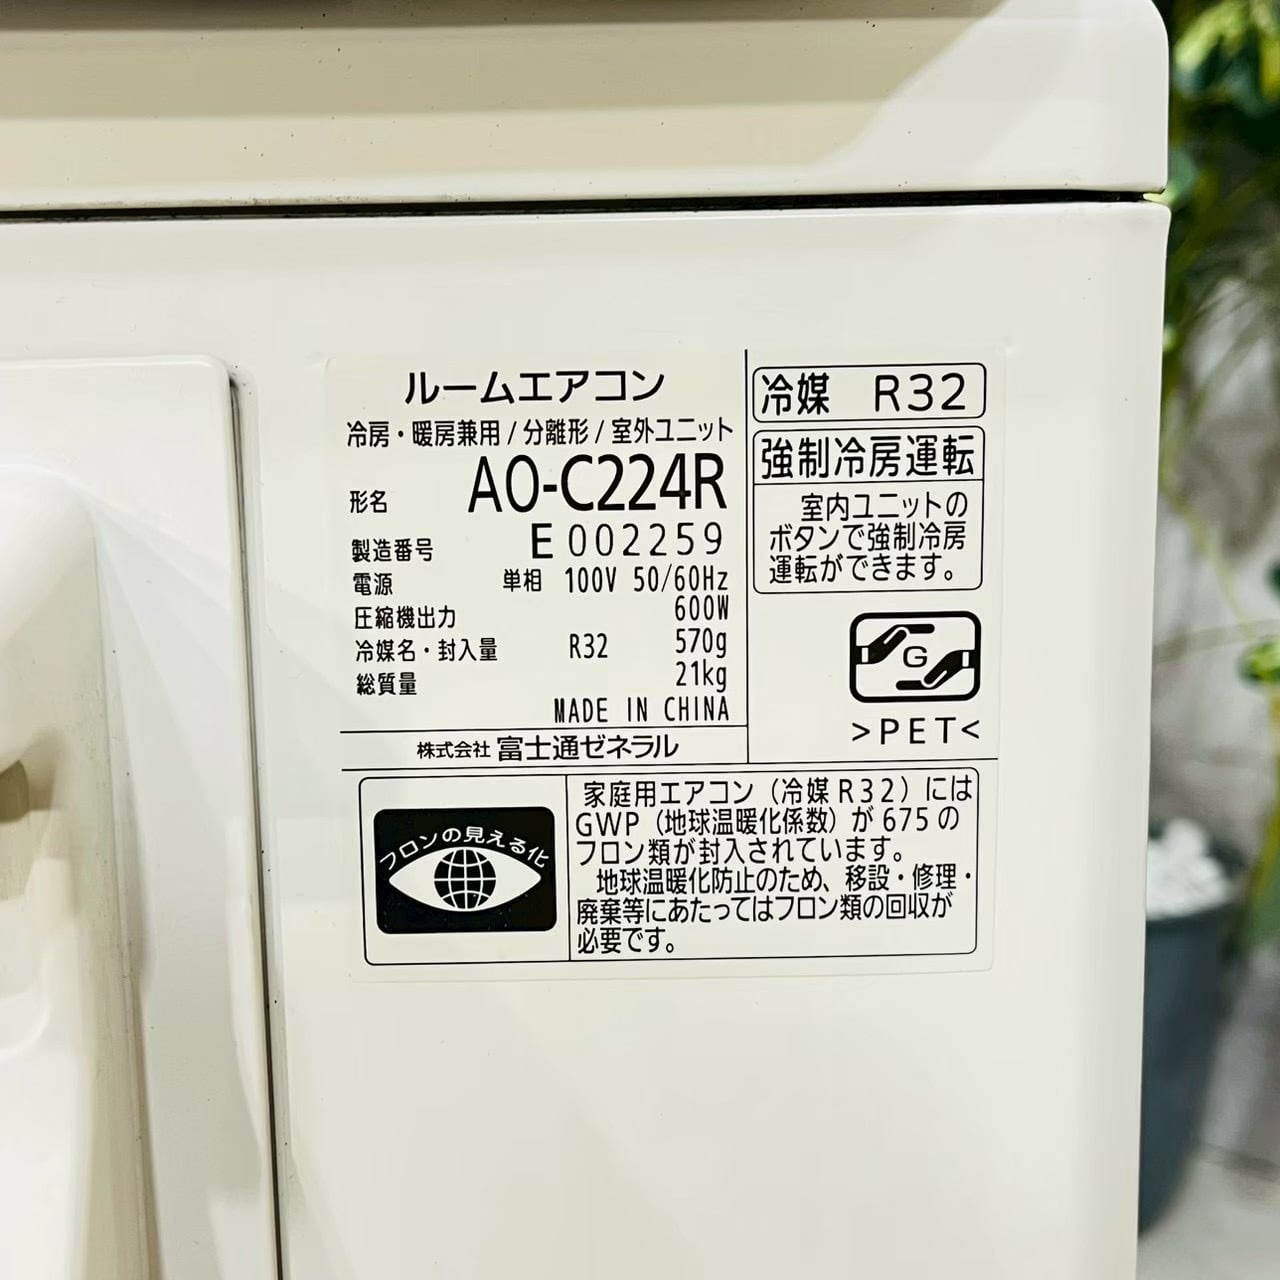 ルームエアコン
冷房・暖房兼用/分離形/室外ユニット
形名 AO-C224R
製造番号 E 002259
電源 単相 100V 50/60Hz
圧縮機出力 600W
冷媒名・封入量 R32 570g
総質量 21kg
MADE IN CHINA
株式会社 富士通ゼネラル
冷媒 R32
強制冷房運転
室内ユニットの
ボタンで強制冷房
運転ができます。
G
>PET<
フロンの見える化
家庭用エアコン（冷媒R32）には
GWP（地球温暖化係数）が675の
フロン類が封入されています。
地球温暖化防止のため、移設・修理・
廃棄等にあたってはフロン類の回収が
必要です。